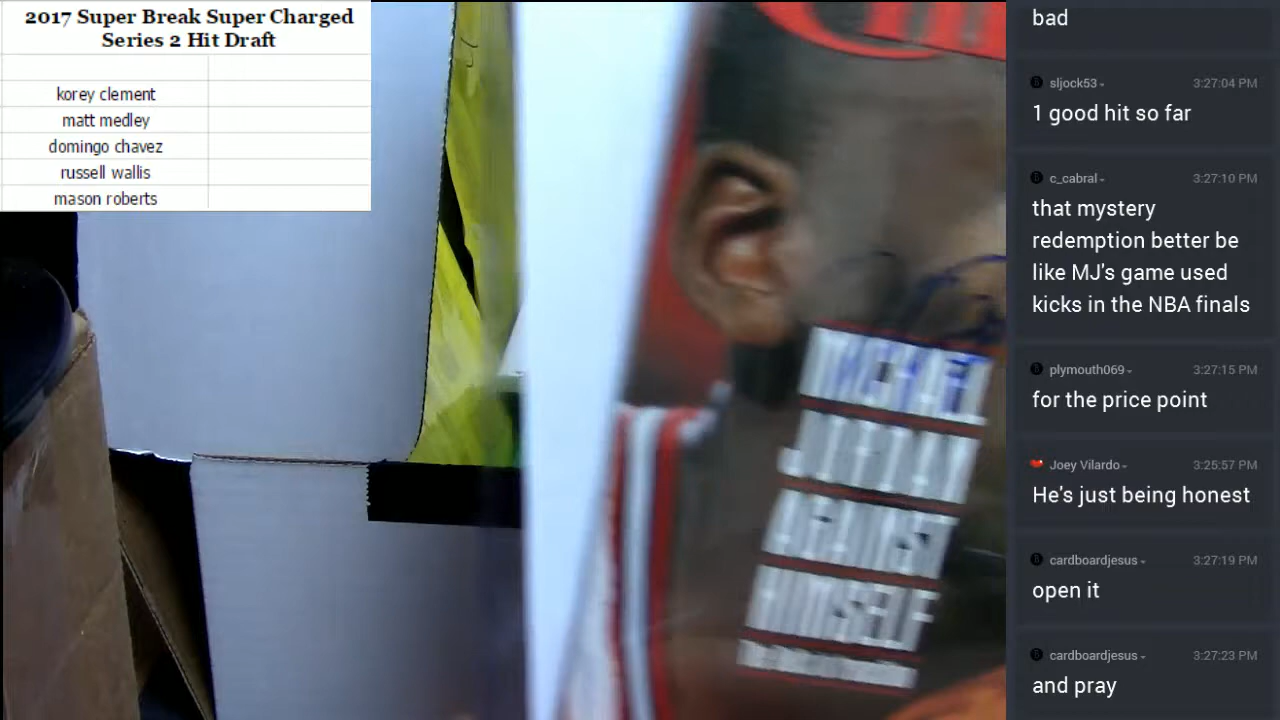 2017 Super Break Super Charged
Series 2 Hit Draft
korey clement
matt medley
domingo chavez
russell wallis
mason roberts
bad
sljock53
3:27:04 PM
1 good hit so far
c_cabral
3:27:10 PM
that mystery
redemption better be
like MJ's game used
kicks in the NBA finals
plymouth069
3:27:15 PM
for the price point
Joey Vilardo
3:25:57 PM
He's just being honest
cardboardjesus
3:27:19 PM
open it
cardboardjesus
3:27:23 PM
and pray
HIMSELF